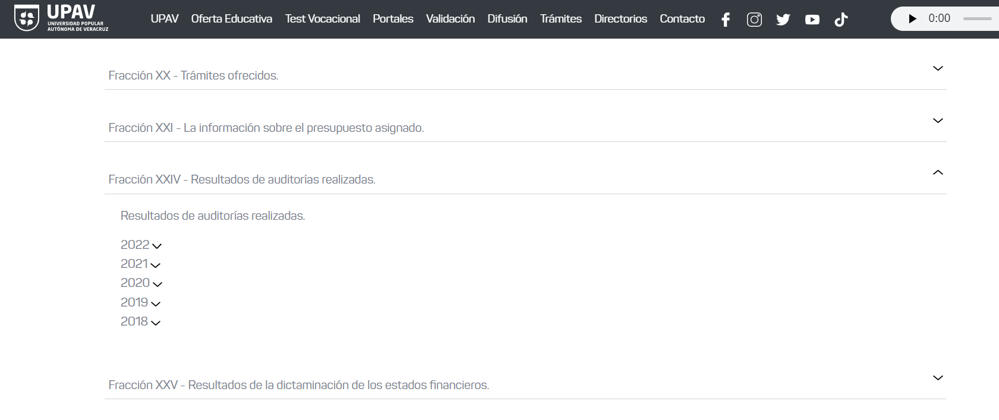 UPAV
UNIVERSIDAD POPULAR
AUTÓNOMA DE VERACRUZ
UPAV Oferta Educativa Test Vocacional Portales Validación Difusión Trámites Directorios Contacto
0:00
Fracción XX - Trámites ofrecidos.
Fracción XXI - La información sobre el presupuesto asignado.
Fracción XXIV - Resultados de auditorías realizadas.
Resultados de auditorías realizadas.
2022
2021
2020
2019
2018
Fracción XXV - Resultados de la dictaminación de los estados financieros.